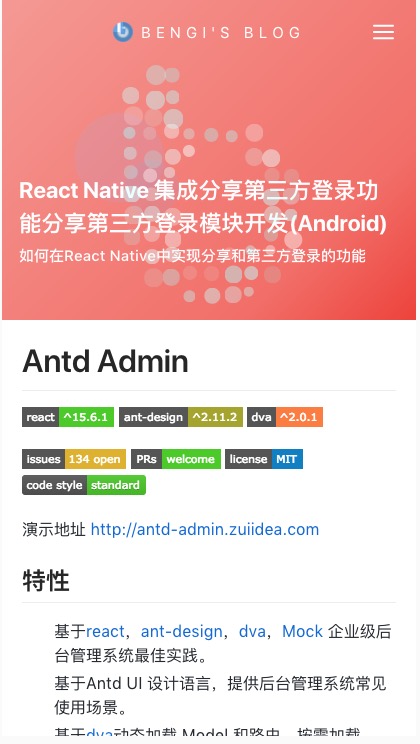 BENGI'S BLOG
React Native 集成分享第三方登录功
能分享第三方登录模块开发(Android)
如何在React Native中实现分享和第三方登录的功能
Antd Admin
react ^15.6.1 ant-design ^2.11.2 dva ^2.0.1
issues 134 open PRs welcome license MIT
code style standard
演示地址 http://antd-admin.zuiidea.com
特性
基于react，ant-design，dva，Mock 企业级后
台管理系统最佳实践。
基于Antd UI 设计语言，提供后台管理系统常见
使用场景。
基于dva动态加载 Model 和路由，按需加载